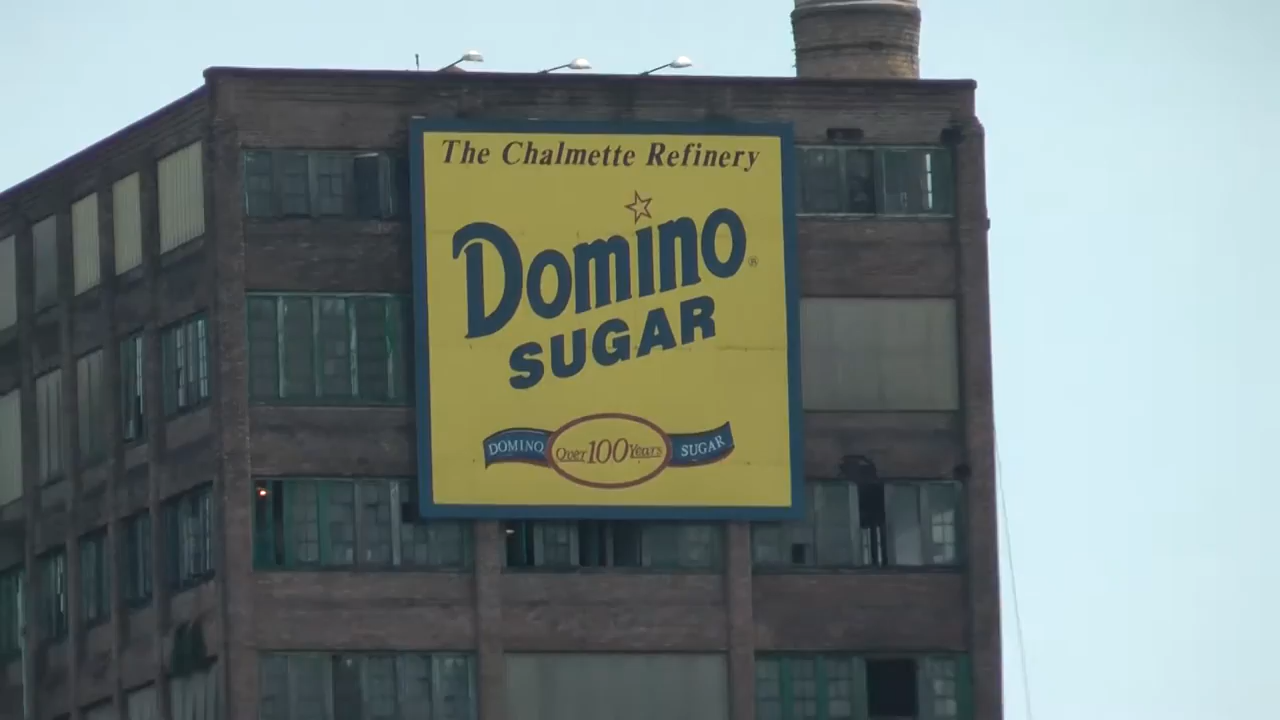 The Chalmette Refinery
Domino®
SUGAR
DOMINO Over 100 Years SUGAR